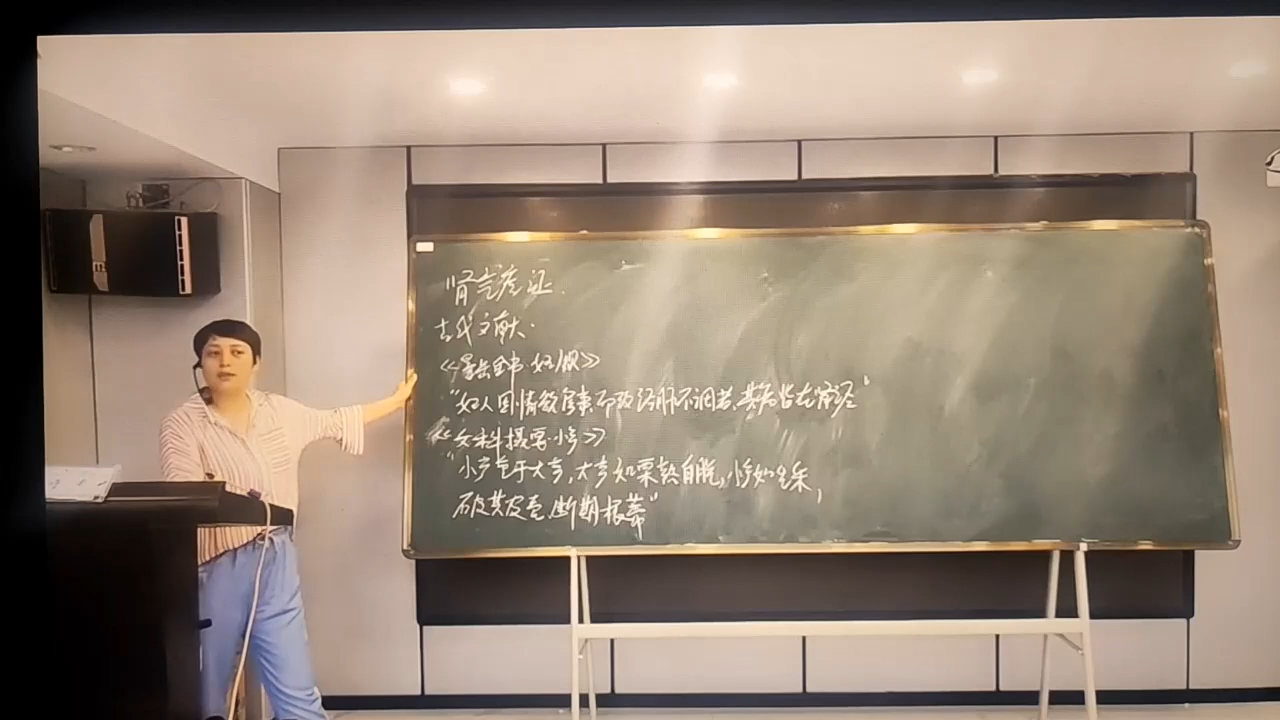 肾虚虚证.
古代文献.
《景岳全书·妇人规》
"妇人因情欲房事,而致经脉不调者,其病皆在肾经"
《女科撮要·小产》
"小产重于大产,大产如栗熟自脱,小产如生采,
破其皮壳,断其根蒂"